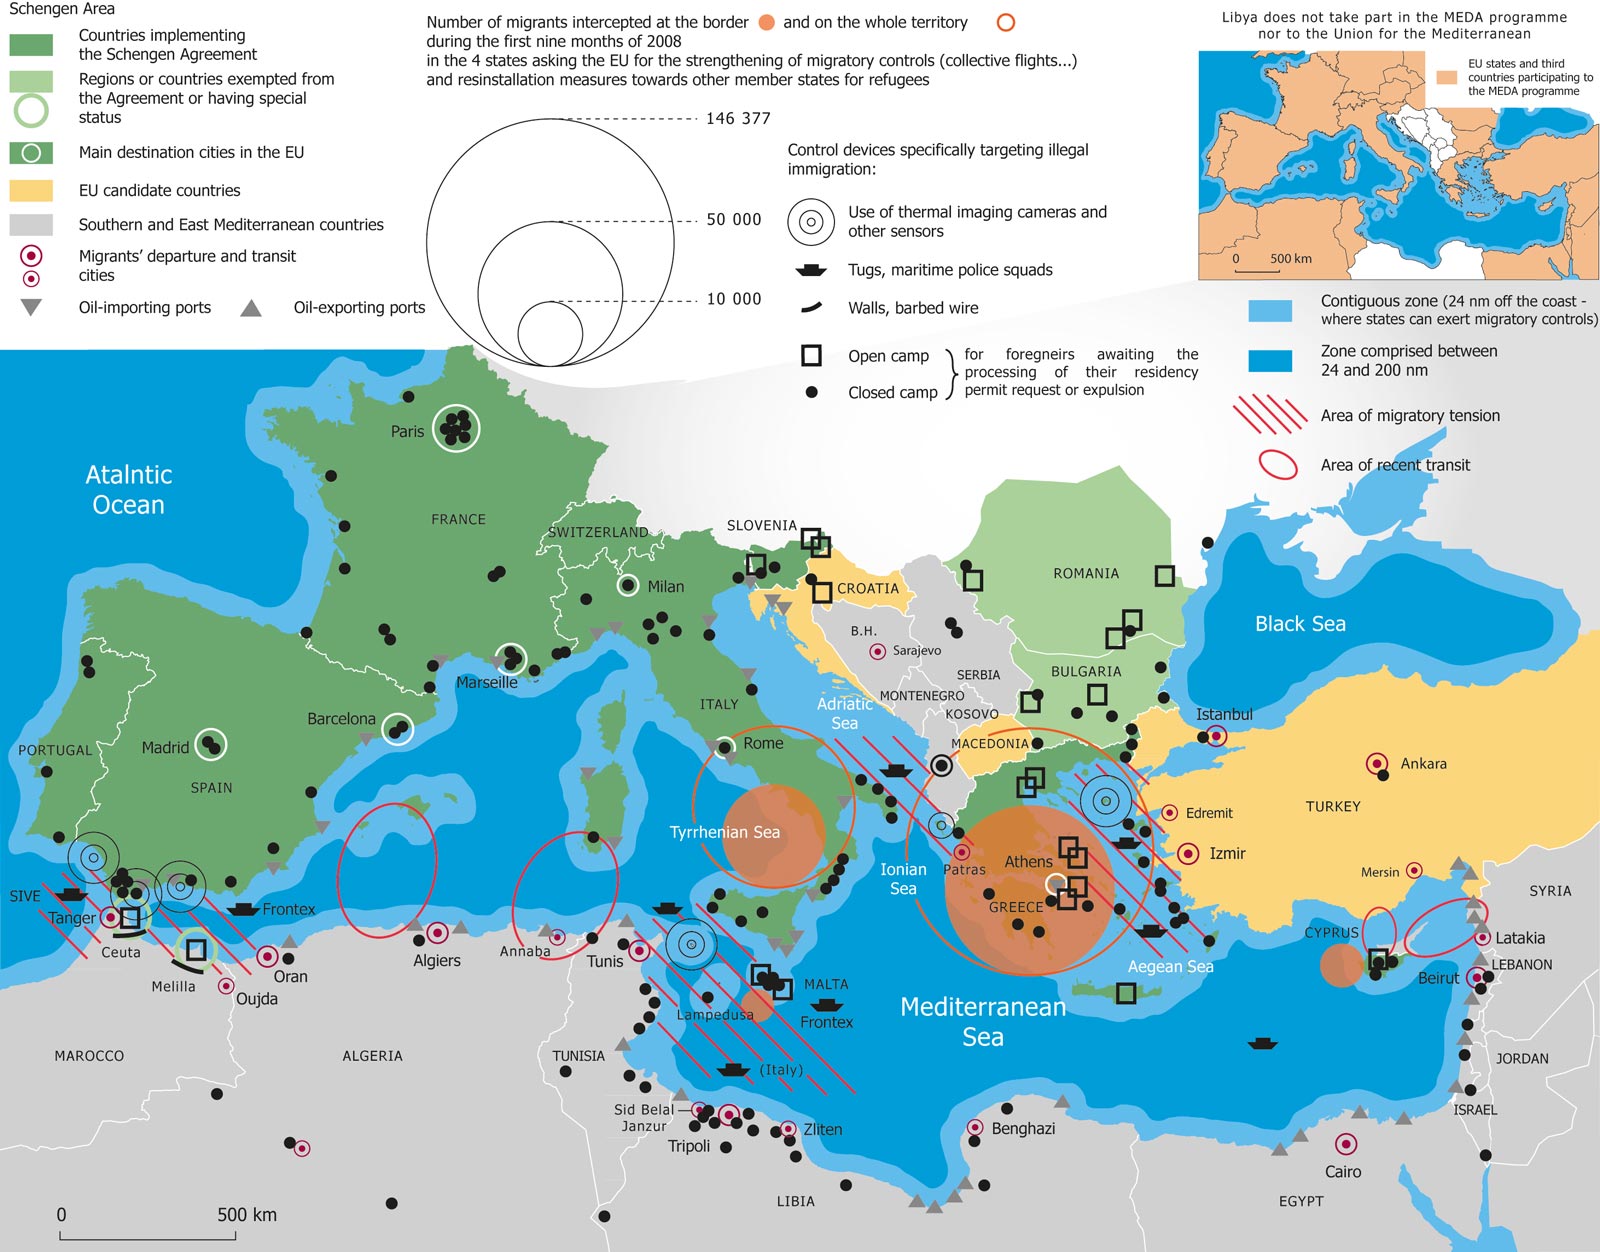 Schengen Area
Countries implementing
the Schengen Agreement
Regions or countries exempted from
the Agreement or having special
status
Main destination cities in the EU
EU candidate countries
Southern and East Mediterranean countries
Migrants’ departure and transit
cities
Oil-importing ports
Oil-exporting ports
Number of migrants intercepted at the border and on the whole territory
during the first nine months of 2008
in the 4 states asking the EU for the strengthening of migratory controls (collective flights...)
and resinstallation measures towards other member states for refugees
146 377
50 000
10 000
Control devices specifically targeting illegal
immigration:
Use of thermal imaging cameras and
other sensors
Tugs, maritime police squads
Walls, barbed wire
Open camp
Closed camp
for foregneirs awaiting the
processing of their residency
permit request or expulsion
Libya does not take part in the MEDA programme
nor to the Union for the Mediterranean
EU states and third
countries participating to
the MEDA programme
0 500 km
Contiguous zone (24 nm off the coast -
where states can exert migratory controls)
Zone comprised between
24 and 200 nm
Area of migratory tension
Area of recent transit
Atalntic
Ocean
Paris
FRANCE
SWITZERLAND
SLOVENIA
Milan
CROATIA
ROMANIA
Black Sea
B.H.
Sarajevo
SERBIA
BULGARIA
MONTENEGRO
KOSOVO
MACEDONIA
Marseille
Barcelona
Madrid
PORTUGAL
SPAIN
ITALY
Rome
Adriatic
Sea
Istanbul
Ankara
TURKEY
Edremit
Izmir
Mersin
SYRIA
Tyrrhenian Sea
Ionian
Sea
Patras
Athens
GREECE
Aegean Sea
CYPRUS
Latakia
LEBANON
Beirut
SIVE
Tanger
Ceuta
Frontex
Melilla
Oujda
Oran
Algiers
Annaba
Tunis
MALTA
Frontex
Lampedusa
(Italy)
Mediterranean
Sea
MAROCCO
ALGERIA
TUNISIA
JORDAN
ISRAEL
Sid Belal
Janzur
Tripoli
Zliten
Benghazi
Cairo
LIBIA
EGYPT
0 500 km